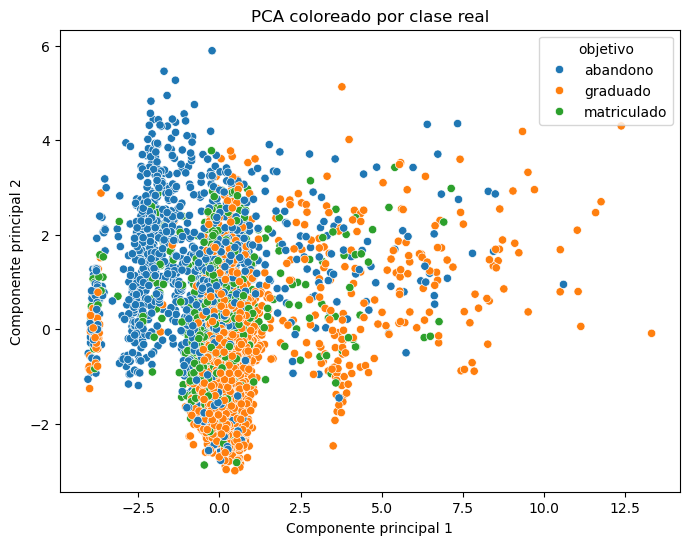 PCA coloreado por clase real
objetivo
abandono
graduado
matriculado
Componente principal 2
6
4
2
0
−2
−2.5 0.0 2.5 5.0 7.5 10.0 12.5
Componente principal 1